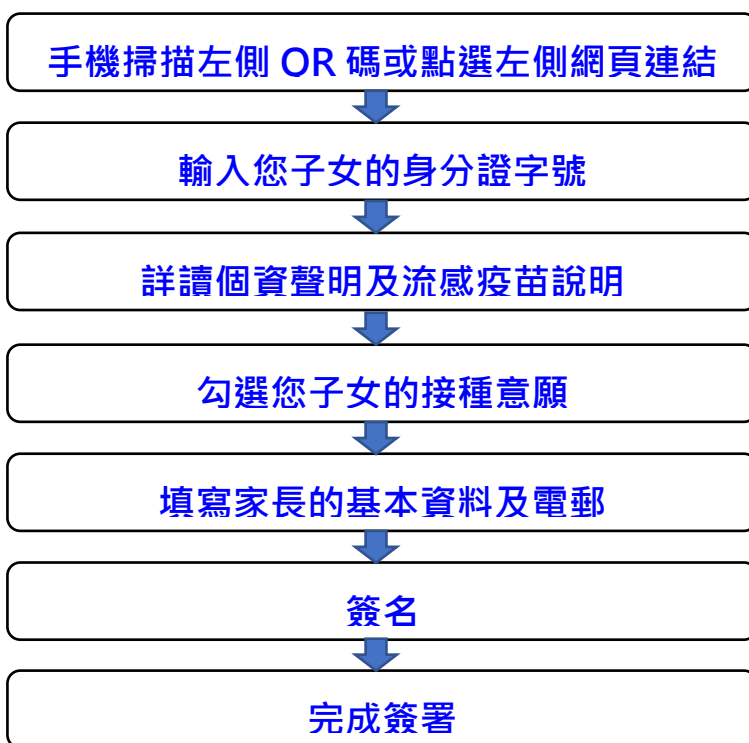 手機掃描左側 OR 碼或點選左側網頁連結
輸入您子女的身分證字號
詳讀個資聲明及流感疫苗說明
勾選您子女的接種意願
填寫家長的基本資料及電郵
簽名
完成簽署